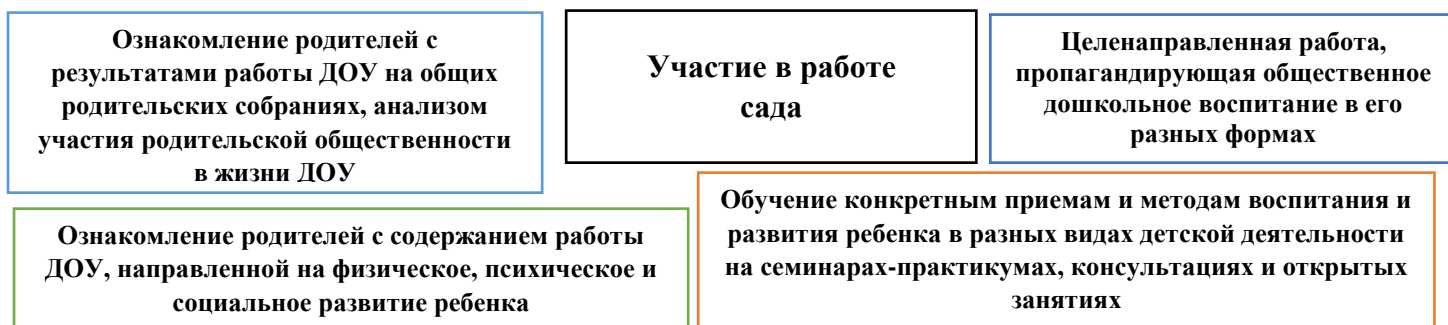 Ознакомление родителей с
результатами работы ДОУ на общих
родительских собраниях, анализом
участия родительской общественности
в жизни ДОУ
Участие в работе
сада
Целенаправленная работа,
пропагандирующая общественное
дошкольное воспитание в его
разных формах
Ознакомление родителей с содержанием работы
ДОУ, направленной на физическое, психическое и
социальное развитие ребенка
Обучение конкретным приемам и методам воспитания и
развития ребенка в разных видах детской деятельности
на семинарах-практикумах, консультациях и открытых
занятиях